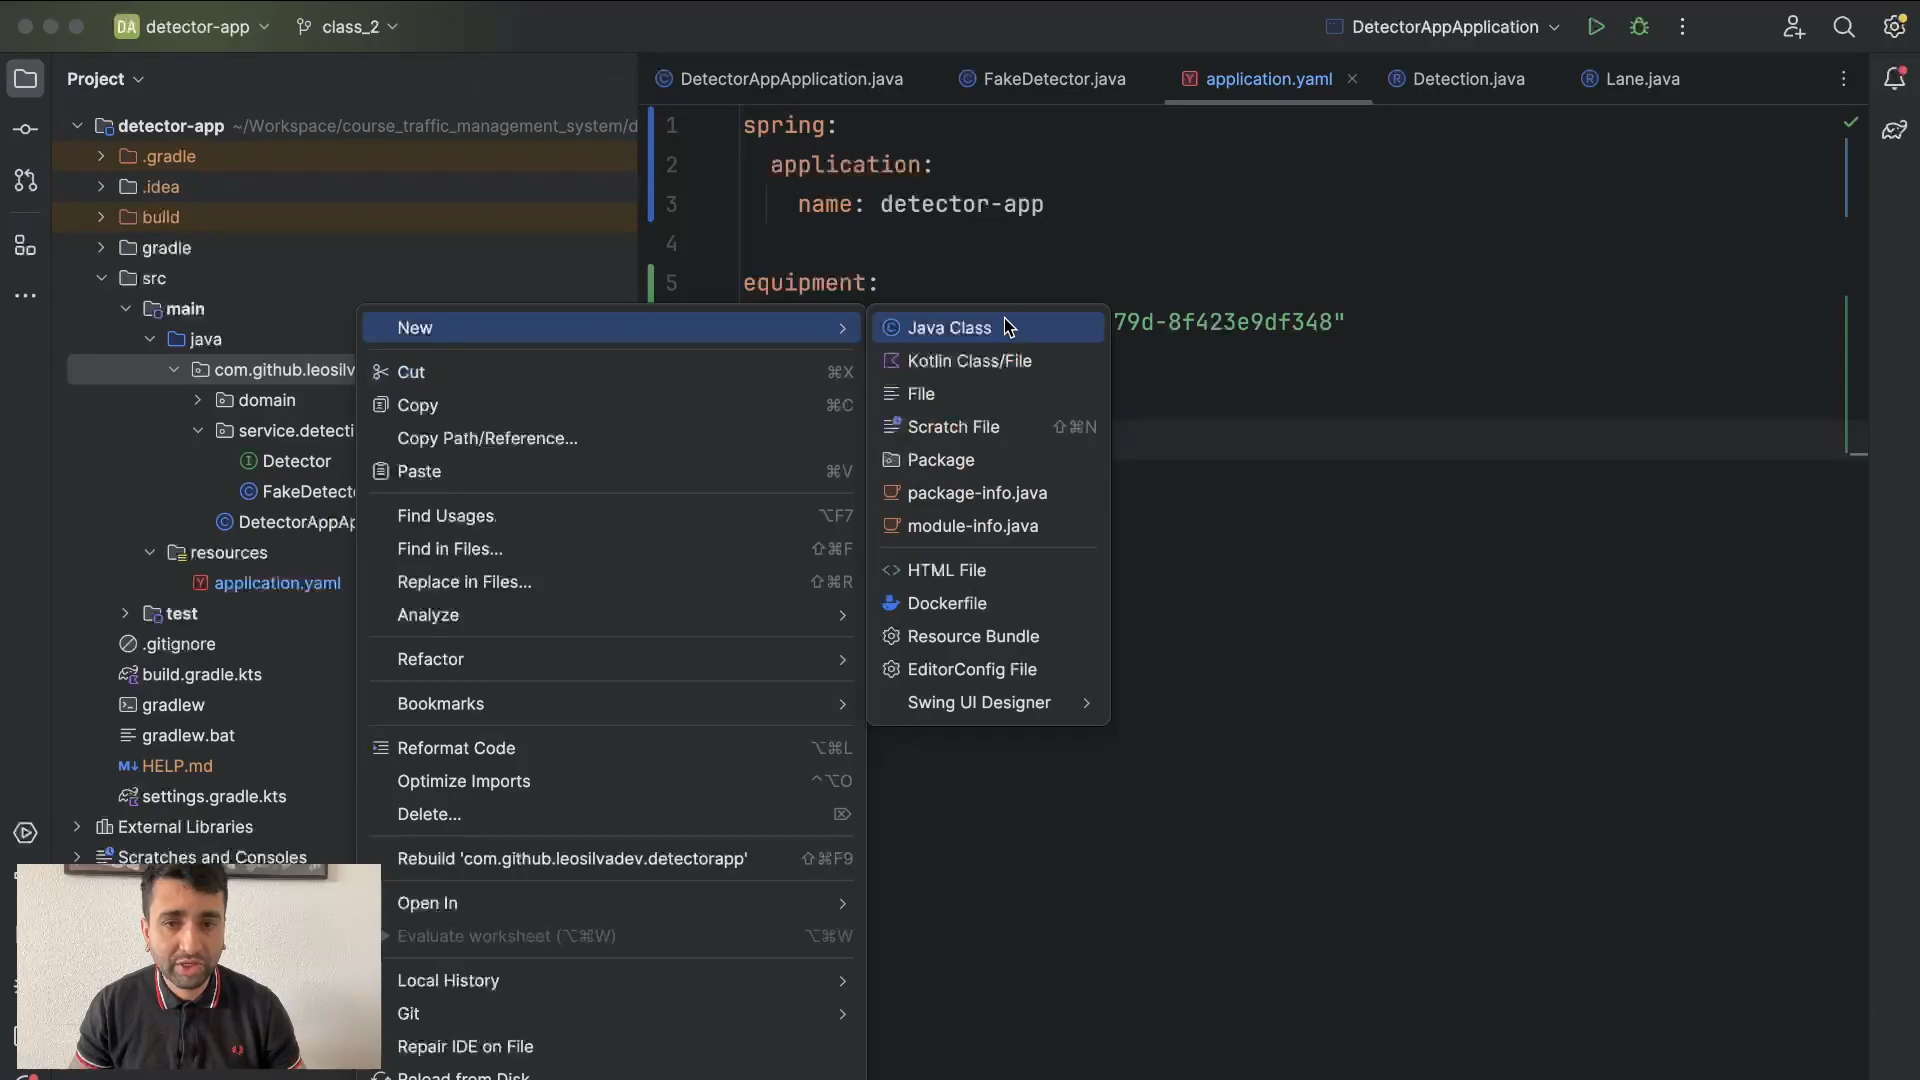 DA detector-app class_2 DetectorAppApplication
Project
DetectorAppApplication.java FakeDetector.java application.yaml Detection.java Lane.java
detector-app ~/Workspace/course_traffic_management_system/d
.gradle
.idea
build
gradle
src
main
java
com.github.leosilv
domain
service.detecti
Detector
FakeDetect
DetectorAppAp
resources
application.yaml
test
.gitignore
build.gradle.kts
gradlew
gradlew.bat
HELP.md
settings.gradle.kts
External Libraries
Scratches and Consoles
1 spring:
2 application:
3 name: detector-app
4
5 equipment:
79d-8f423e9df348"
New
Cut ⌘X
Copy ⌘C
Copy Path/Reference...
Paste ⌘V
Find Usages ⌥F7
Find in Files... ⇧⌘F
Replace in Files... ⇧⌘R
Analyze
Refactor
Bookmarks
Reformat Code ⌥⌘L
Optimize Imports ^⌥O
Delete... ⌦
Rebuild 'com.github.leosilvadev.detectorapp' ⇧⌘F9
Open In
Evaluate worksheet (⌥⌘W) ⌥⌘W
Local History
Git
Repair IDE on File
Reload from Disk
Java Class
Kotlin Class/File
File
Scratch File ⇧⌘N
Package
package-info.java
module-info.java
HTML File
Dockerfile
Resource Bundle
EditorConfig File
Swing UI Designer